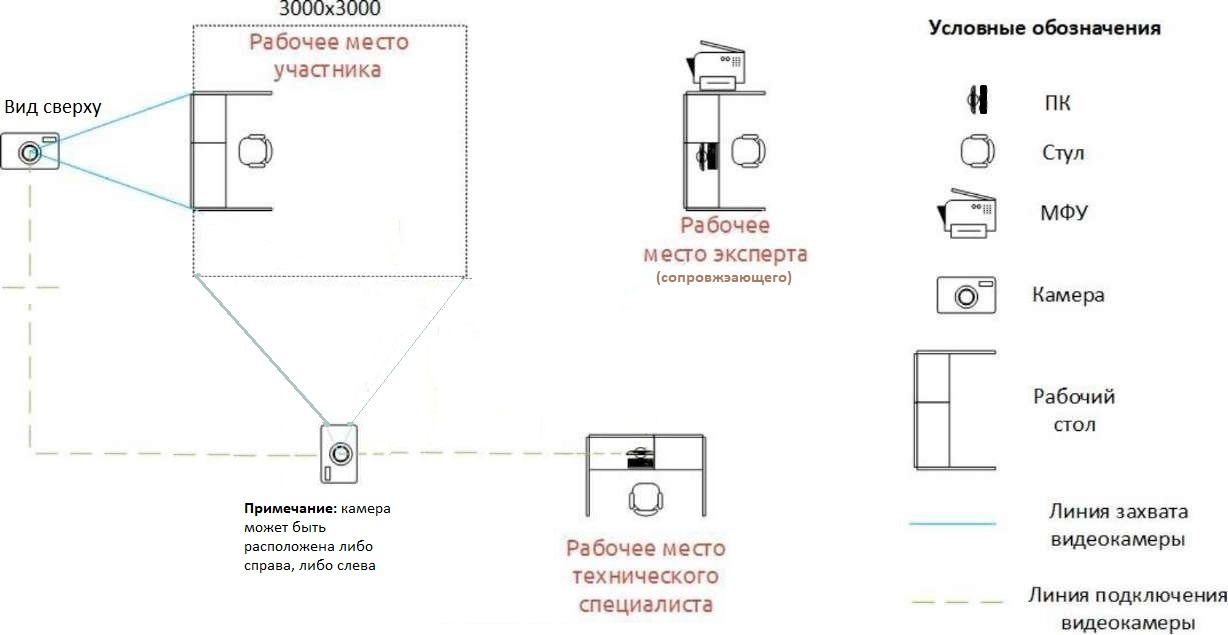 3000х3000
Рабочее место
участника
Вид сверху
Рабочее
место эксперта
(сопровжэающего)
Примечание: камера
может быть
расположена либо
справа, либо слева
Рабочее место
технического
специалиста
Условные обозначения
ПК
Стул
МФУ
Камера
Рабочий
стол
Линия захвата
видеокамеры
Линия подключения
видеокамеры